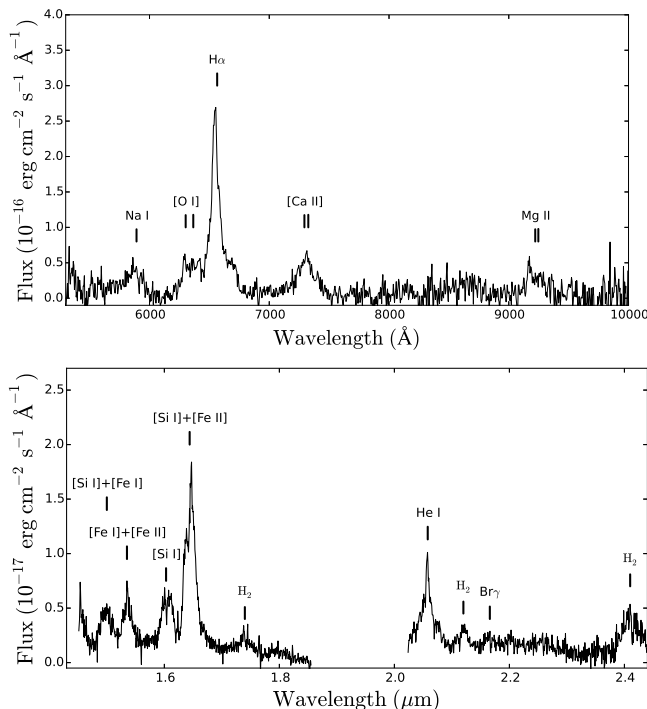 4.0
3.5
3.0
2.5
2.0
1.5
1.0
0.5
0.0
Flux (10⁻¹⁶ erg cm⁻² s⁻¹ Å⁻¹)
Hα
Na I
[O I]
[Ca II]
Mg II
6000 7000 8000 9000 10000
Wavelength (Å)
2.5
2.0
1.5
1.0
0.5
0.0
Flux (10⁻¹⁷ erg cm⁻² s⁻¹ Å⁻¹)
[Si I]+[Fe II]
[Si I]+[Fe I]
[Fe I]+[Fe II]
[Si I]
H₂
He I
H₂
Brγ
H₂
1.6 1.8 2.0 2.2 2.4
Wavelength (μm)